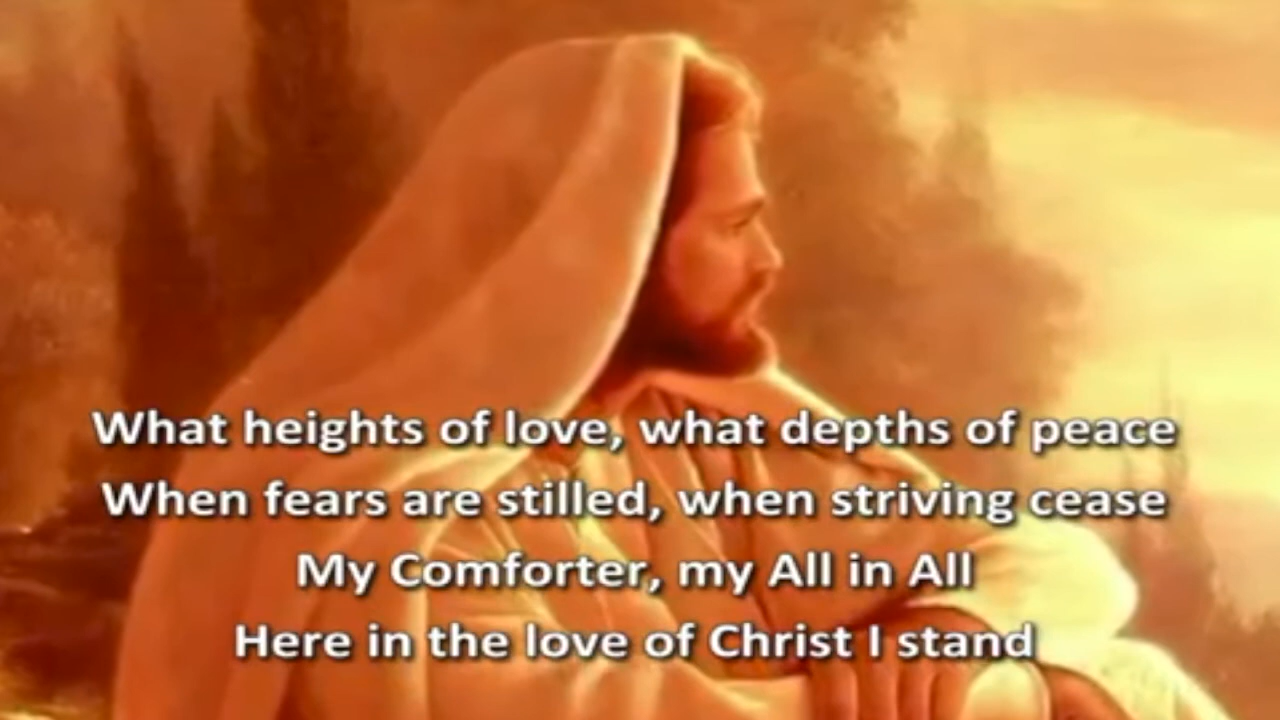 What heights of love, what depths of peace
When fears are stilled, when striving cease
My Comforter, my All in All
Here in the love of Christ I stand